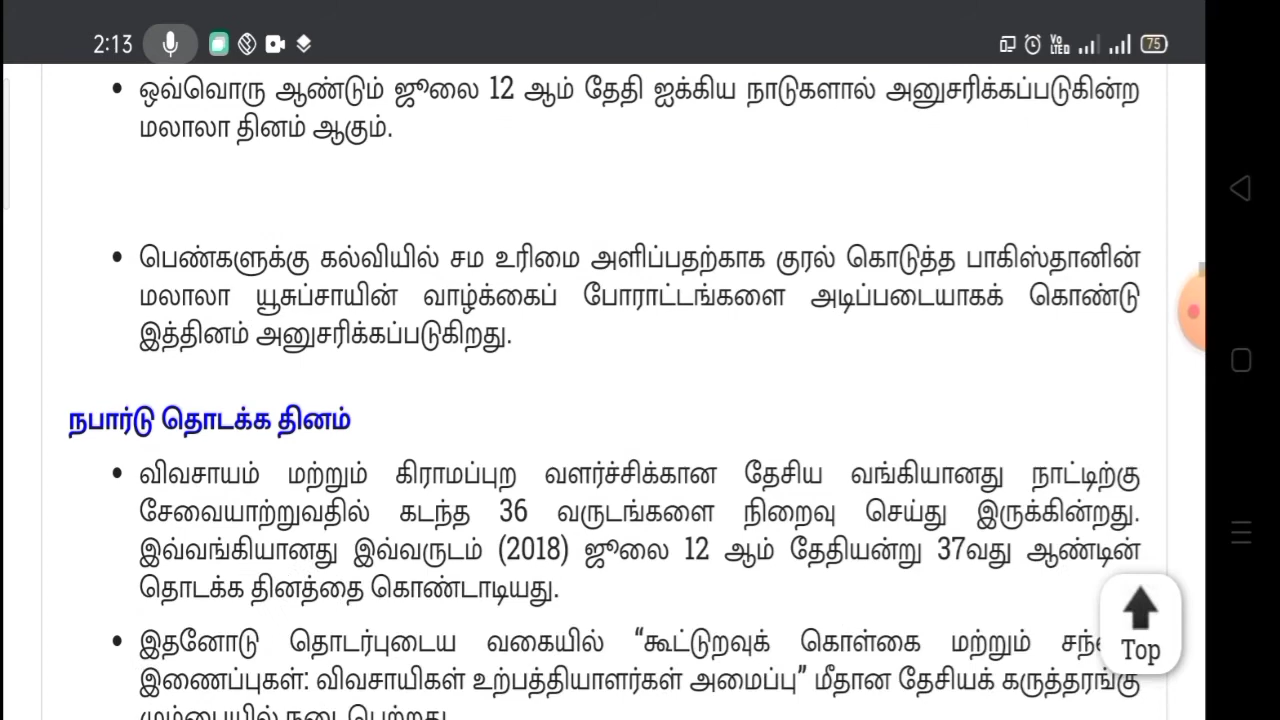 2:13
Vo LTED
75
ஒவ்வொரு ஆண்டும் ஜூலை 12 ஆம் தேதி ஐக்கிய நாடுகளால் அனுசரிக்கப்படுகின்ற
மலாலா தினம் ஆகும்.
பெண்களுக்கு கல்வியில் சம உரிமை அளிப்பதற்காக குரல் கொடுத்த பாகிஸ்தானின்
மலாலா யூசுப்சாயின் வாழ்க்கைப் போராட்டங்களை அடிப்படையாகக் கொண்டு
இத்தினம் அனுசரிக்கப்படுகிறது.
நபார்டு தொடக்க தினம்
விவசாயம் மற்றும் கிராமப்புற வளர்ச்சிக்கான தேசிய வங்கியானது நாட்டிற்கு
சேவையாற்றுவதில் கடந்த 36 வருடங்களை நிறைவு செய்து இருக்கின்றது.
இவ்வங்கியானது இவ்வருடம் (2018) ஜூலை 12 ஆம் தேதியன்று 37வது ஆண்டின்
தொடக்க தினத்தை கொண்டாடியது.
இதனோடு தொடர்புடைய வகையில் “கூட்டுறவுக் கொள்கை மற்றும்
இணைப்புகள்: விவசாயிகள் உற்பத்தியாளர்கள் அமைப்பு” மீதான தேசியக் கருத்தரங்கு
மும்பையில் நடைபெற்றது
Top